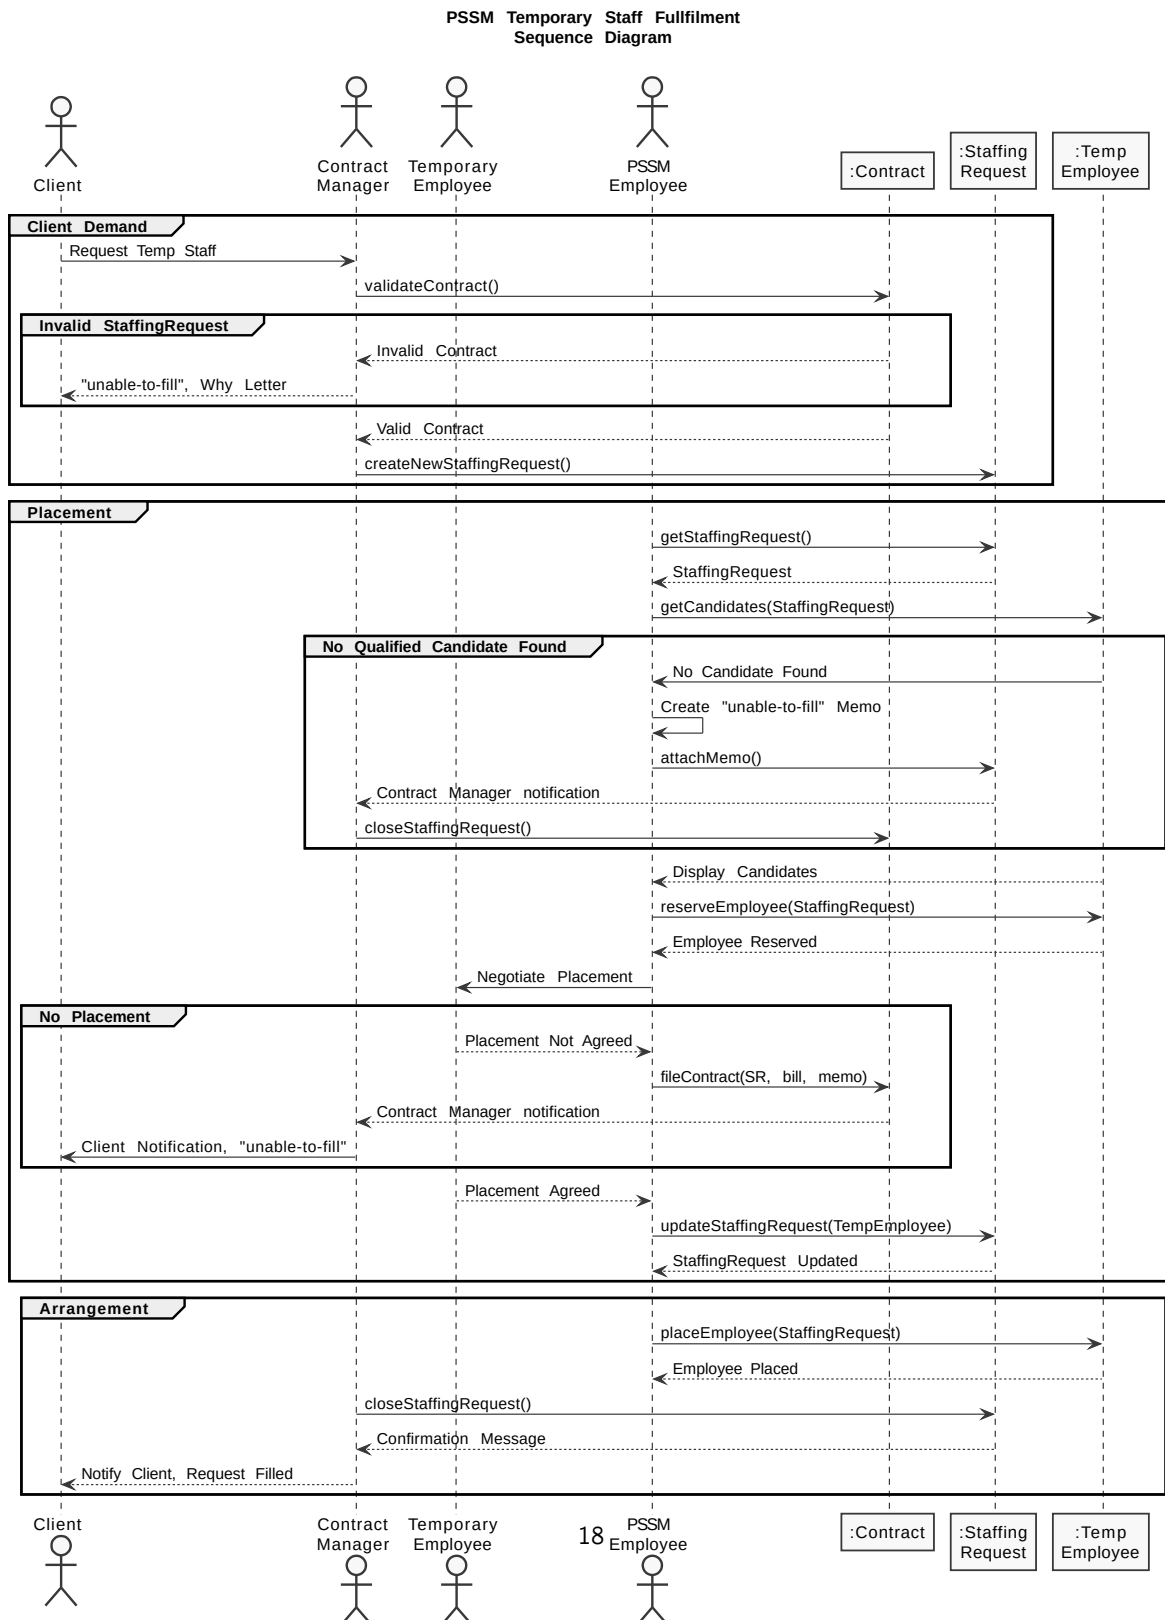 PSSM Temporary Staff Fullfilment
Sequence Diagram
Client
Contract
Manager
Temporary
Employee
PSSM
Employee
:Contract
:Staffing
Request
:Temp
Employee
Client Demand
Request Temp Staff
validateContract()
Invalid StaffingRequest
Invalid Contract
"unable-to-fill", Why Letter
Valid Contract
createNewStaffingRequest()
Placement
getStaffingRequest()
StaffingRequest
getCandidates(StaffingRequest)
No Qualified Candidate Found
No Candidate Found
Create "unable-to-fill" Memo
attachMemo()
Contract Manager notification
closeStaffingRequest()
Display Candidates
reserveEmployee(StaffingRequest)
Employee Reserved
Negotiate Placement
No Placement
Placement Not Agreed
fileContract(SR, bill, memo)
Contract Manager notification
Client Notification, "unable-to-fill"
Placement Agreed
updateStaffingRequest(TempEmployee)
StaffingRequest Updated
Arrangement
placeEmployee(StaffingRequest)
Employee Placed
closeStaffingRequest()
Confirmation Message
Notify Client, Request Filled
Client
Contract
Manager
Temporary
Employee
18
PSSM
Employee
:Contract
:Staffing
Request
:Temp
Employee